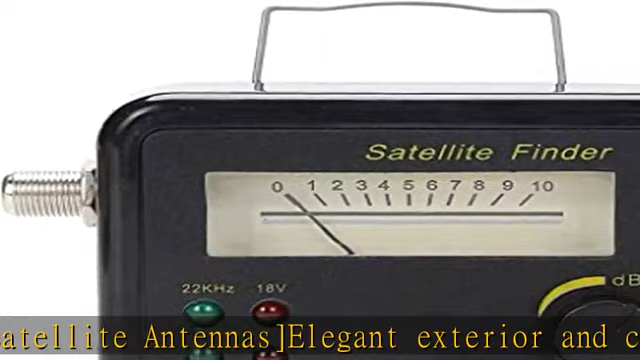 Satellite Finder
0 1 2 3 4 5 6 7 8 9 10
22KHz 18V
dB
atellite Antennas]Elegant exterior and c